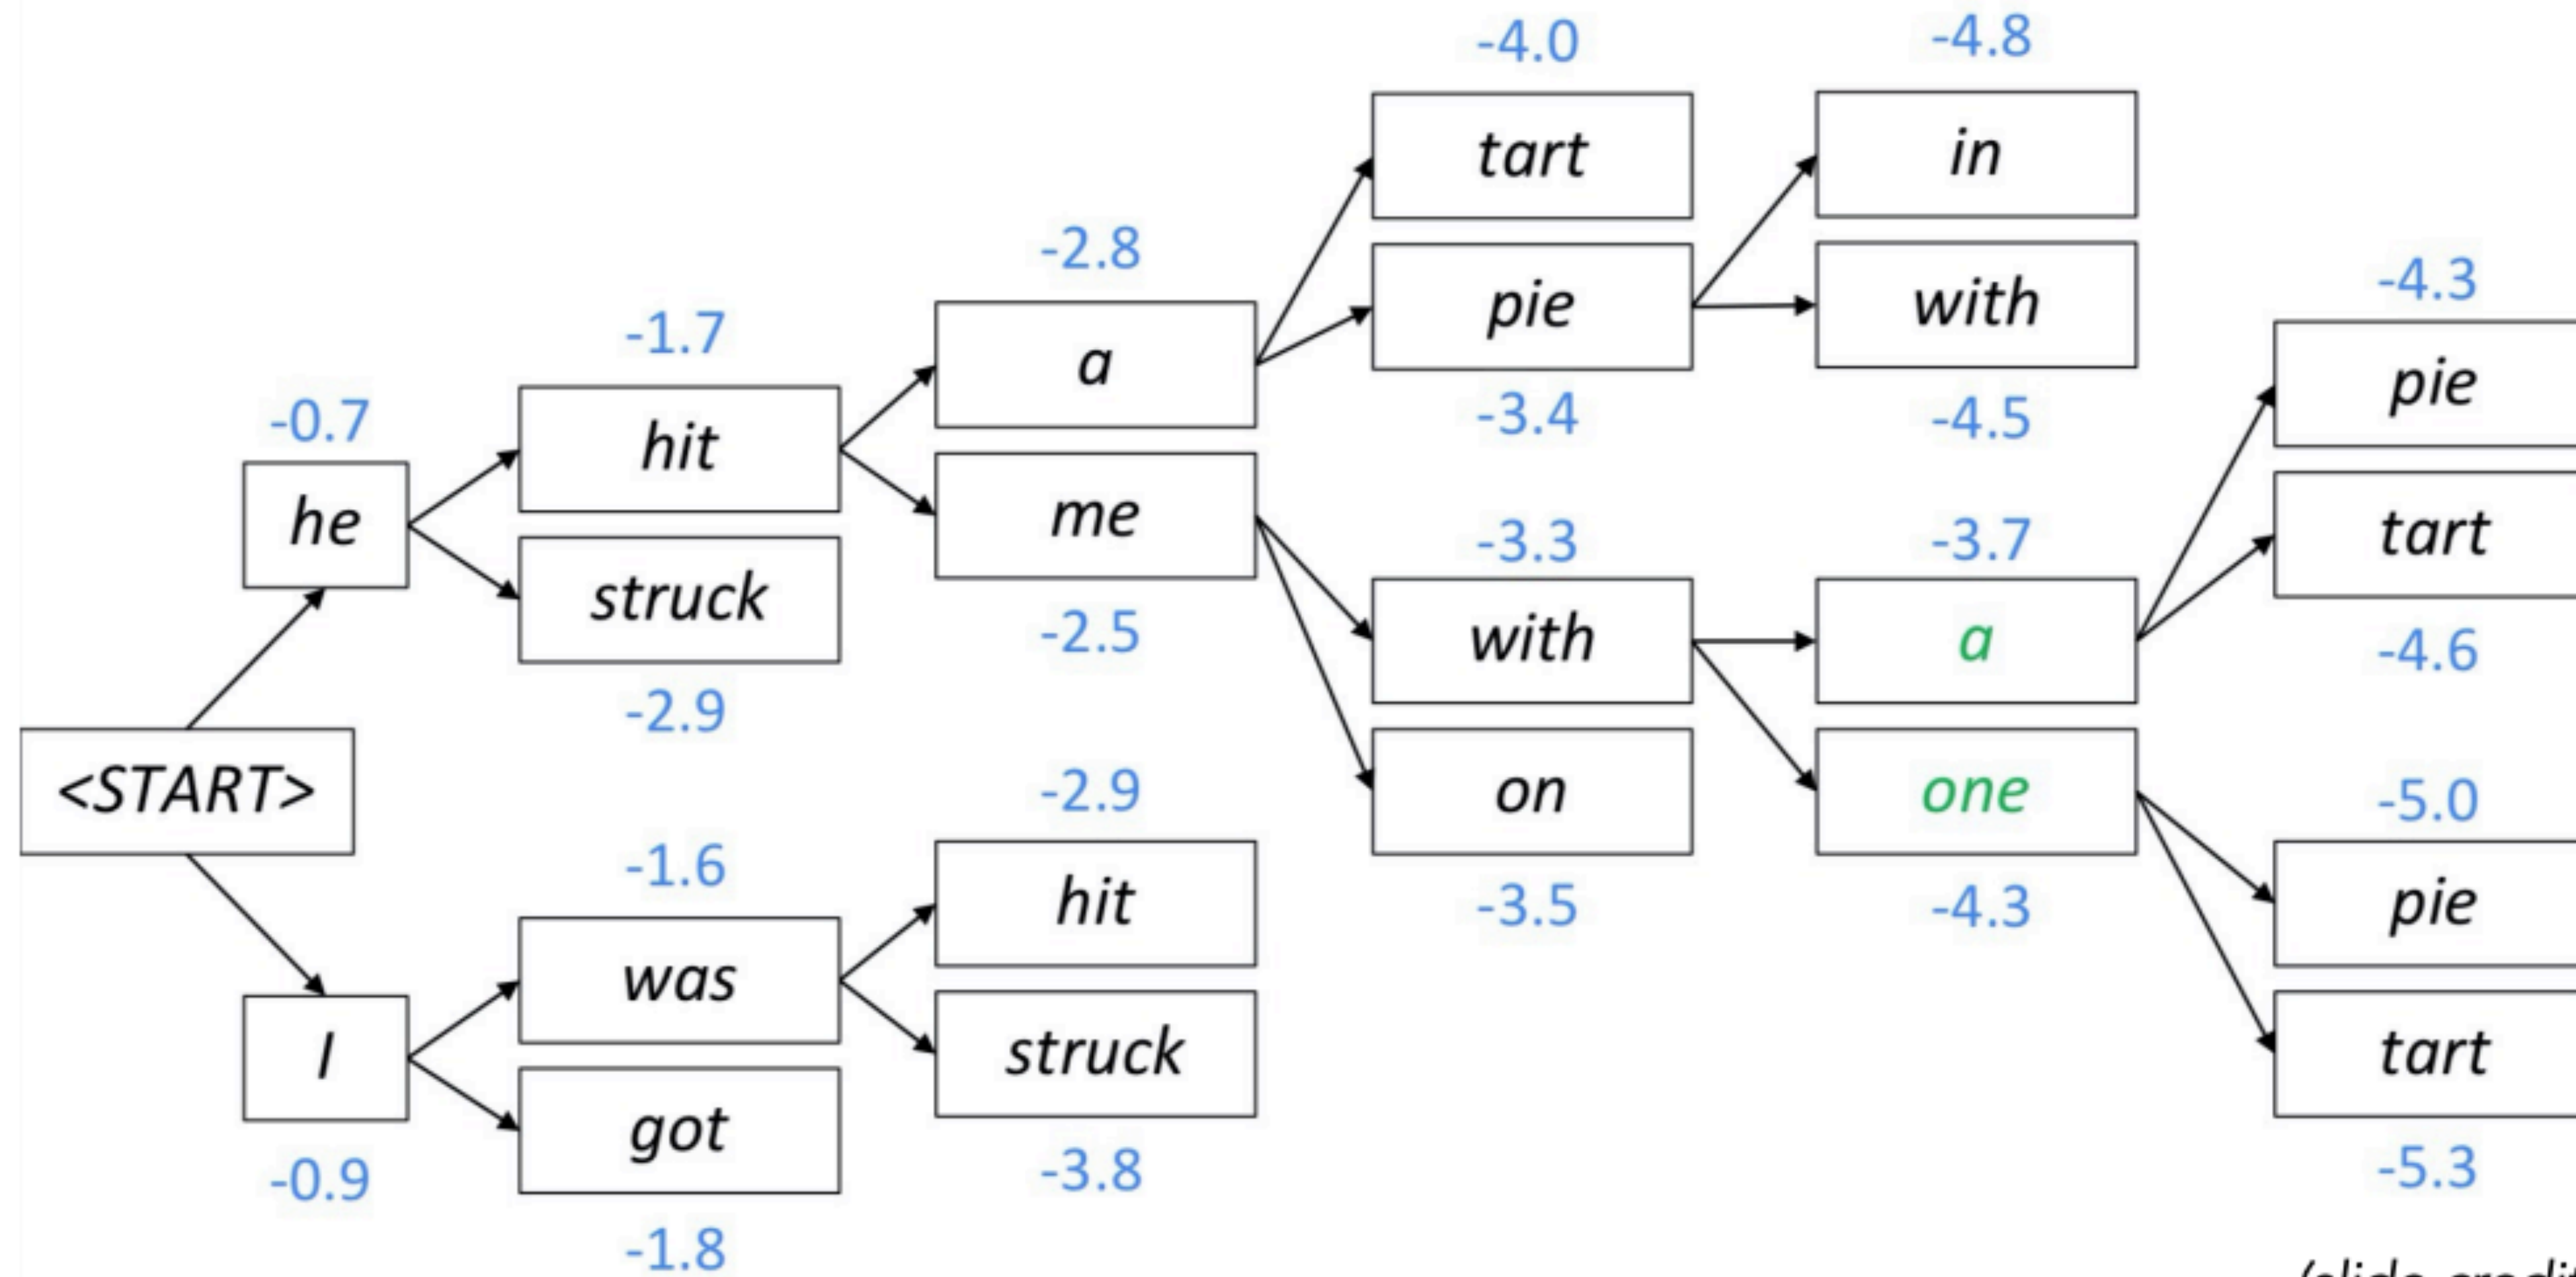 -4.0
-4.8
tart
in
-2.8
-4.3
-1.7
pie
with
a
pie
-0.7
-3.4
-4.5
hit
he
me
-3.3
-3.7
tart
struck
-2.5
with
a
-4.6
-2.9
<START>
-2.9
on
one
-5.0
-1.6
hit
-3.5
-4.3
pie
was
I
struck
tart
got
-0.9
-3.8
-5.3
-1.8